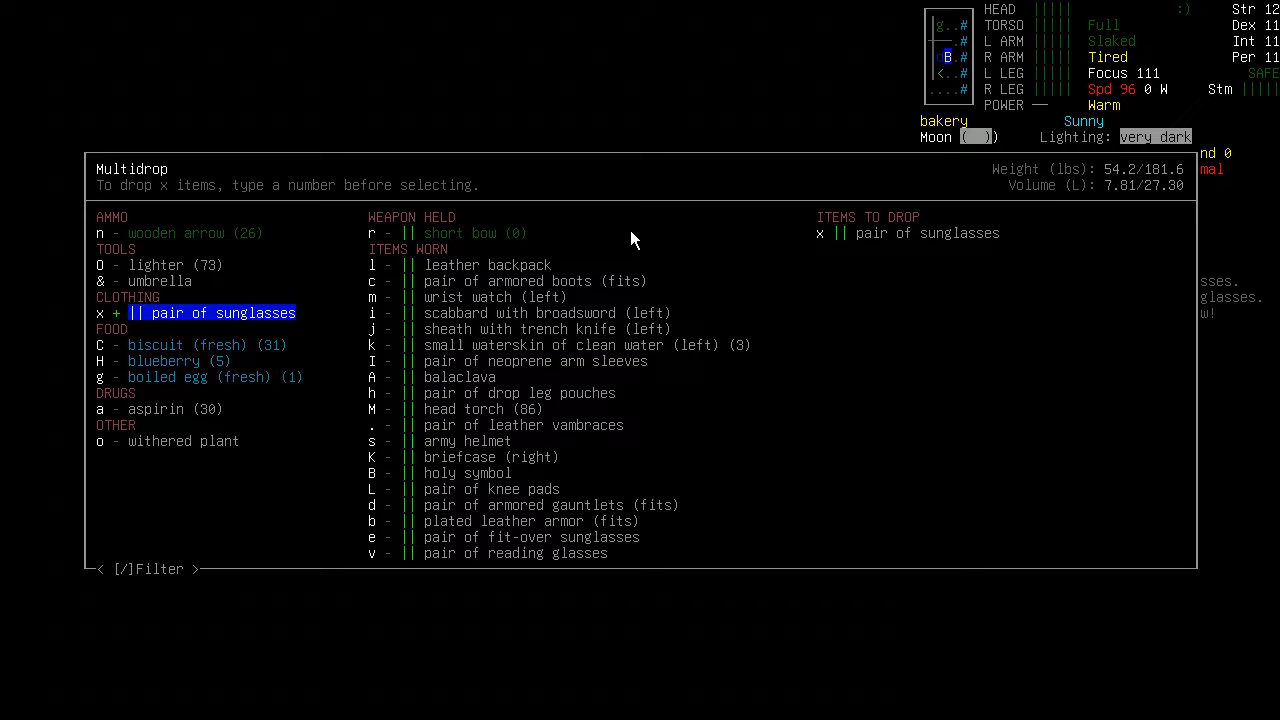 HEAD :) Str 12
g..# TORSO Full Dex 11
.# L ARM Slaked Int 11
B.# R ARM Tired Per 11
<..# L LEG Focus 111 SAFE
....# R LEG Spd 96 0 W Stm
POWER — Warm
bakery Sunny
Moon (  ) Lighting: very dark
nd 0
Multidrop Weight (lbs): 54.2/181.6 mal
To drop x items, type a number before selecting. Volume (L): 7.81/27.30
AMMO WEAPON HELD ITEMS TO DROP
n - wooden arrow (26) r - || short bow (0) x || pair of sunglasses
TOOLS ITEMS WORN
O - lighter (73) l - || leather backpack
& - umbrella c - || pair of armored boots (fits) sses.
CLOTHING m - || wrist watch (left) glasses.
x + || pair of sunglasses i - || scabbard with broadsword (left) w!
FOOD j - || sheath with trench knife (left)
C - biscuit (fresh) (31) k - || small waterskin of clean water (left) (3)
H - blueberry (5) I - || pair of neoprene arm sleeves
g - boiled egg (fresh) (1) A - || balaclava
DRUGS h - || pair of drop leg pouches
a - aspirin (30) M - || head torch (86)
OTHER . - || pair of leather vambraces
o - withered plant s - || army helmet
K - || briefcase (right)
B - || holy symbol
L - || pair of knee pads
d - || pair of armored gauntlets (fits)
b - || plated leather armor (fits)
e - || pair of fit-over sunglasses
v - || pair of reading glasses
< [/]Filter >